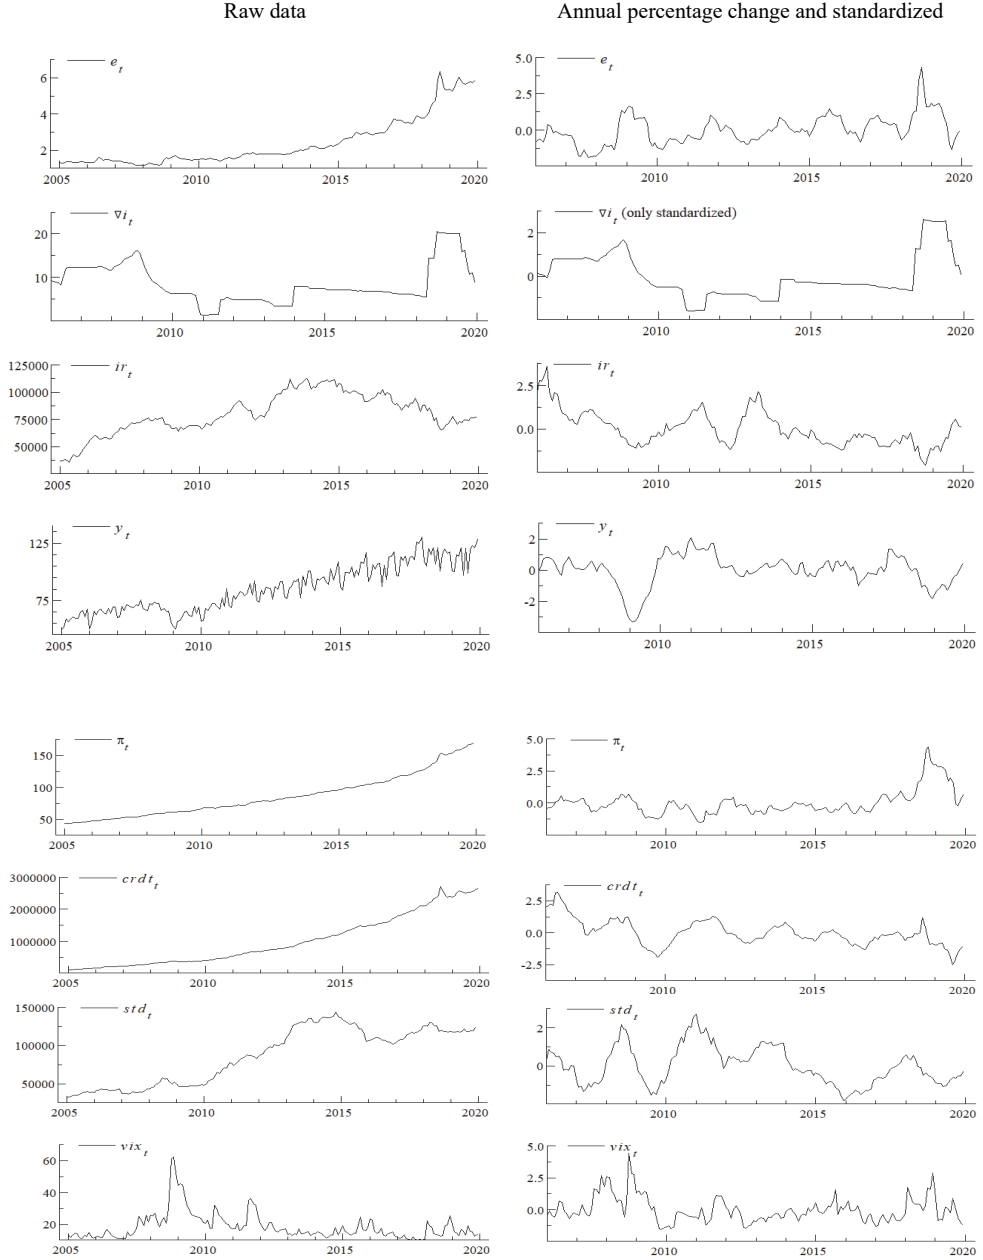 Raw data Annual percentage change and standardized
e_t
6
4
2
2005 2010 2015 2020
e_t
5.0
2.5
0.0
2010 2015 2020
∇i_t
20
10
2010 2015 2020
∇i_t (only standardized)
2
0
2010 2015 2020
ir_t
125000
100000
75000
50000
2005 2010 2015 2020
ir_t
2.5
0.0
2010 2015 2020
y_t
125
75
2005 2010 2015 2020
y_t
2
0
-2
2010 2015 2020
π_t
150
100
50
2005 2010 2015 2020
π_t
5.0
2.5
0.0
2010 2015 2020
crdt_t
3000000
2000000
1000000
2005 2010 2015 2020
crdt_t
2.5
0.0
-2.5
2010 2015 2020
std_t
150000
100000
50000
2005 2010 2015 2020
std_t
2
0
2010 2015 2020
vix_t
60
40
20
2005 2010 2015 2020
vix_t
5.0
2.5
0.0
2010 2015 2020